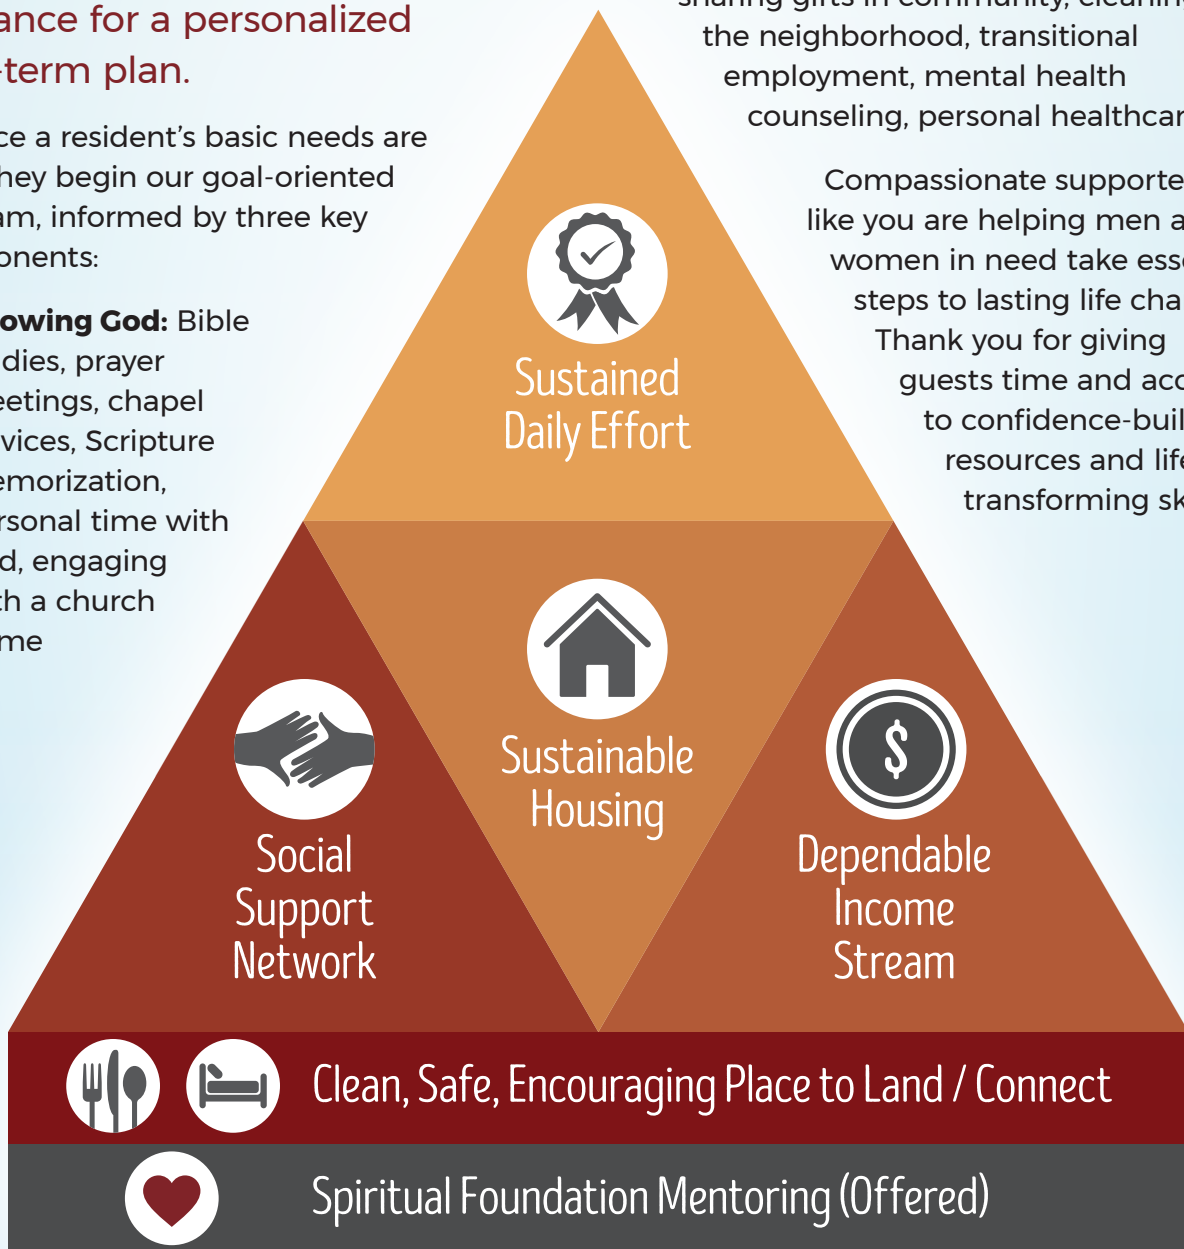 ance for a personalized
-term plan.
ce a resident's basic needs are
hey begin our goal-oriented
am, informed by three key
onents:
owing God: Bible
dies, prayer
eetings, chapel
vices, Scripture
emorization,
rsonal time with
d, engaging
th a church
me
sharing gifts in community, cleaning
the neighborhood, transitional
employment, mental health
counseling, personal healthcar
Compassionate supporte
like you are helping men a
women in need take esse
steps to lasting life cha
Thank you for giving
guests time and acc
to confidence-buil
resources and life
transforming sk
Sustained
Daily Effort
Sustainable
Housing
Social
Support
Network
$
Dependable
Income
Stream
Clean, Safe, Encouraging Place to Land / Connect
Spiritual Foundation Mentoring (Offered)